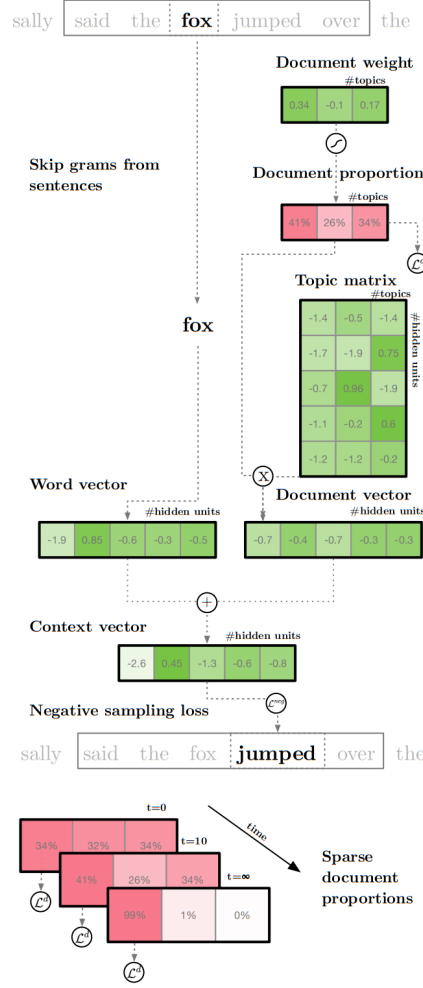 sally said the fox jumped over the
Document weight
#topics
0.34 -0.1 0.17
Skip grams from
sentences
Document proportion
#topics
41% 26% 34%
Topic matrix
#topics
#hidden units
-1.4 -0.5 -1.4
-1.7 -1.9 0.75
-0.7 0.96 -1.9
-1.1 -0.2 0.6
-1.2 -1.2 -0.2
fox
X
Word vector
#hidden units
-1.9 0.85 -0.6 -0.3 -0.5
Document vector
#hidden units
-0.7 -0.4 -0.7 -0.3 -0.3
+
Context vector
#hidden units
-2.6 0.45 -1.3 -0.6 -0.8
ℒneg
Negative sampling loss
sally said the fox jumped over the
t=0
34% 32% 34%
t=10
41% 26% 34%
t=∞
99% 1% 0%
ℒd
ℒd
ℒd
time
Sparse
document
proportions